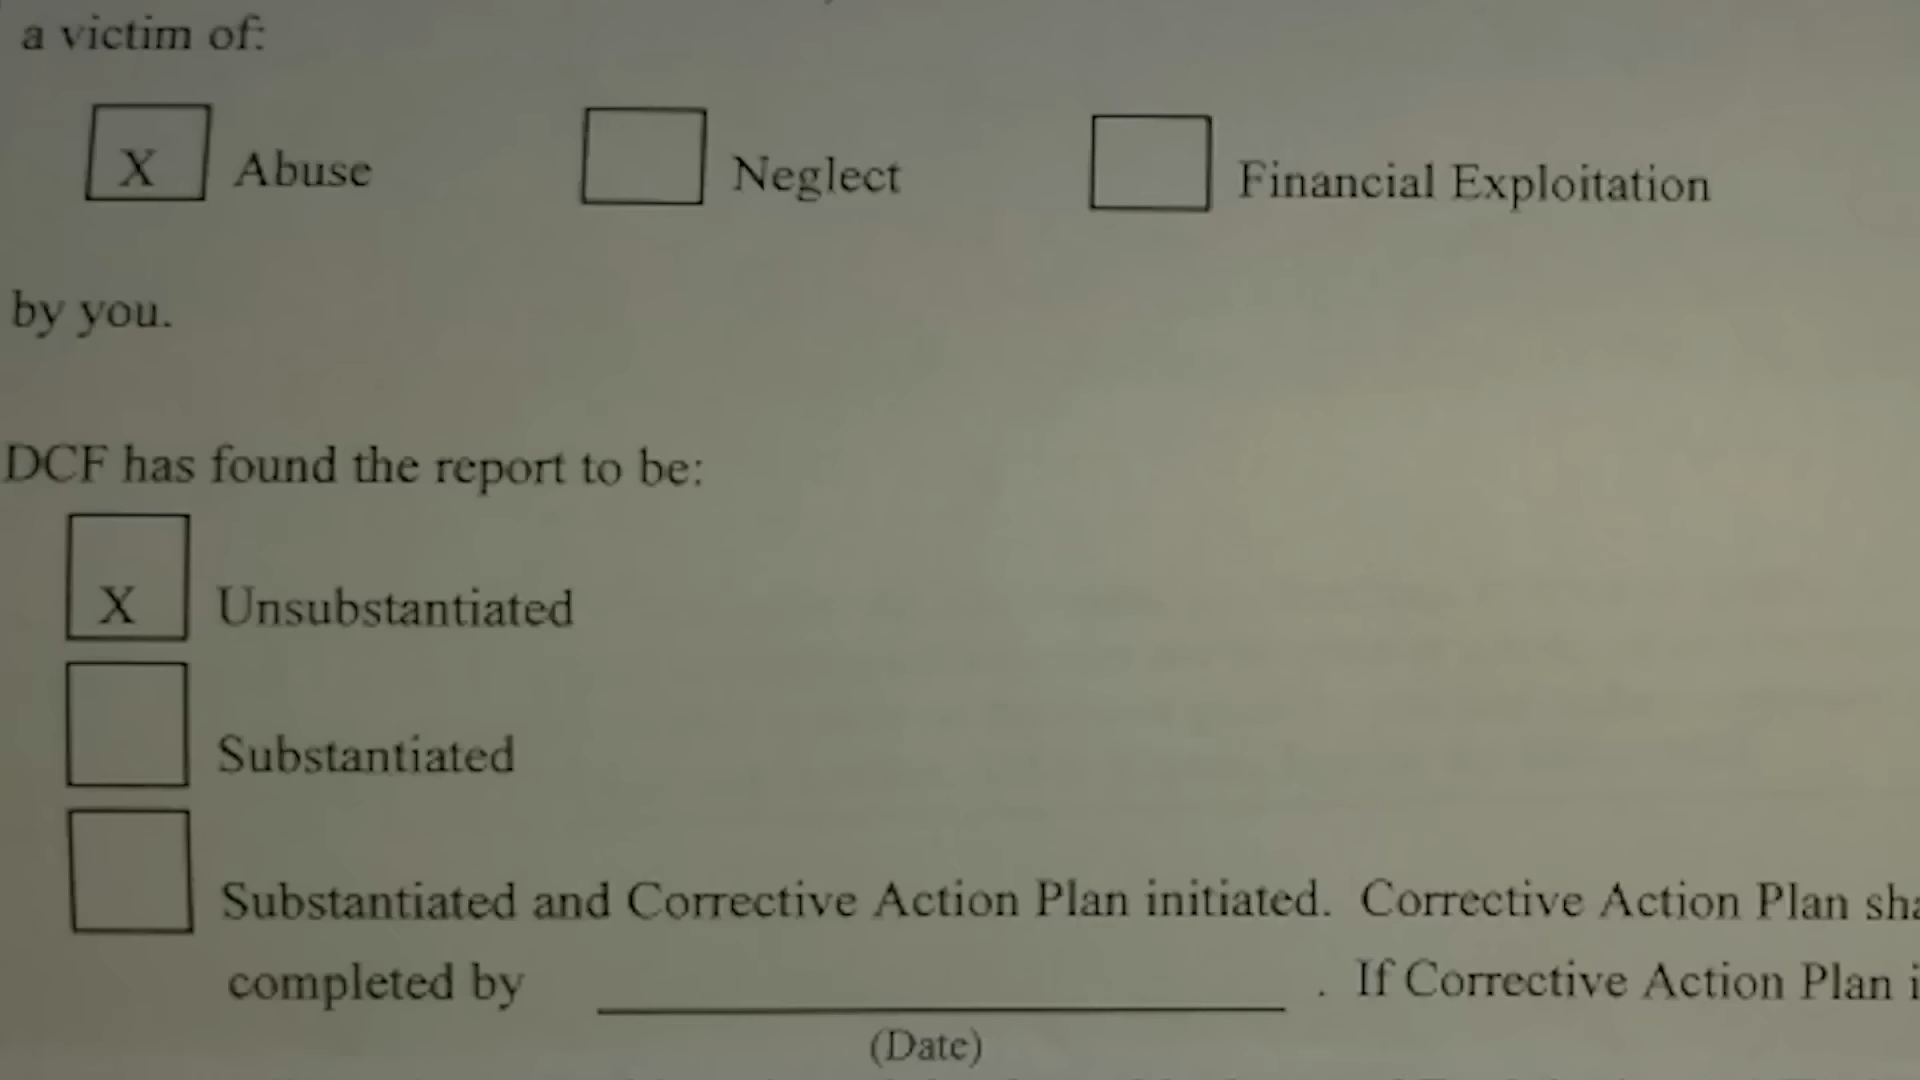 a victim of:
X Abuse Neglect Financial Exploitation
by you.
DCF has found the report to be:
X Unsubstantiated
Substantiated
Substantiated and Corrective Action Plan initiated. Corrective Action Plan
completed by . If Corrective Action Plan
(Date)